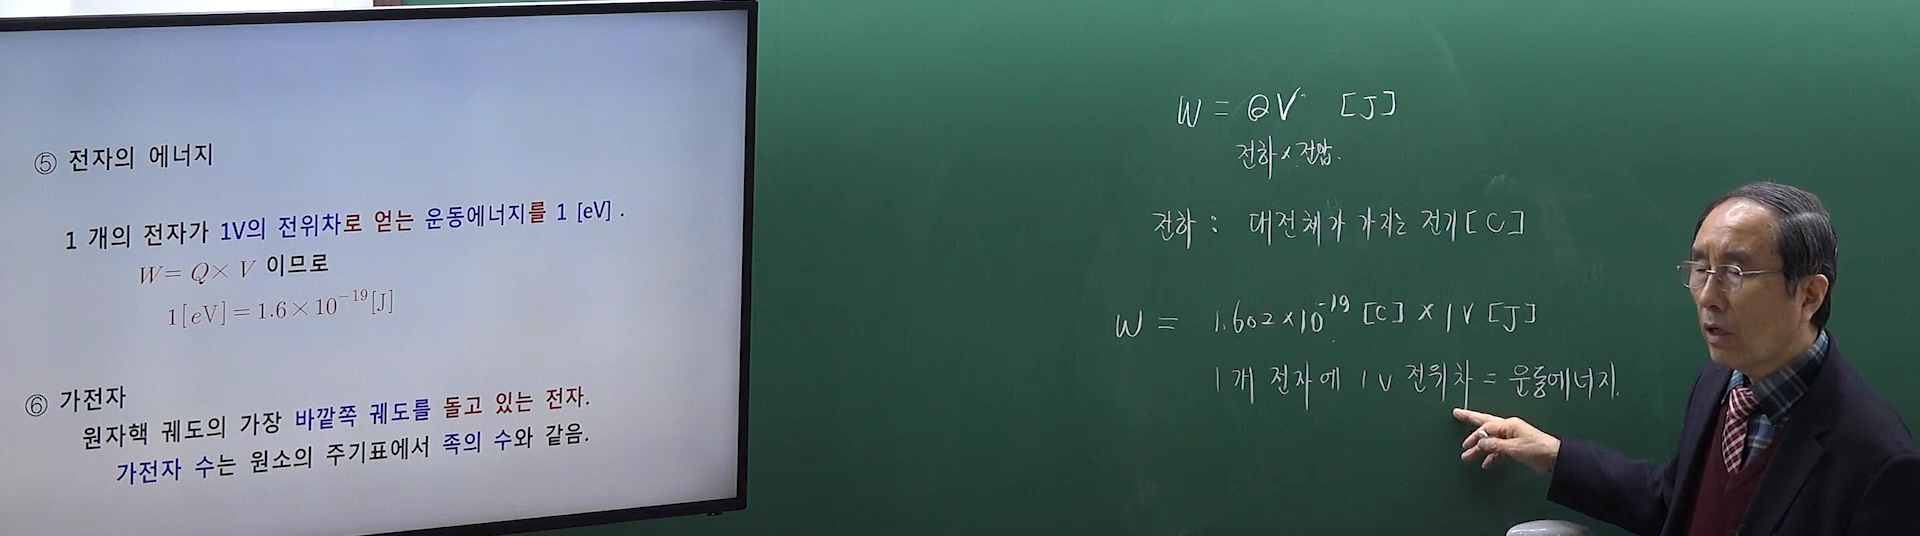 ⑤ 전자의 에너지
1 개의 전자가 1V의 전위차로 얻는 운동에너지를 1 [eV] .
W= Q× V 이므로
1[eV]=1.6×10⁻¹⁹[J]
⑥ 가전자
원자핵 궤도의 가장 바깥쪽 궤도를 돌고 있는 전자.
가전자 수는 원소의 주기표에서 족의 수와 같음.
W = QV [J]
전하×전압.
전하 : 대전체가 가지는 전기[C]
W = 1.602×10⁻¹⁹ [C] × 1V [J]
1개 전자에 1V 전위차 = 운동에너지.